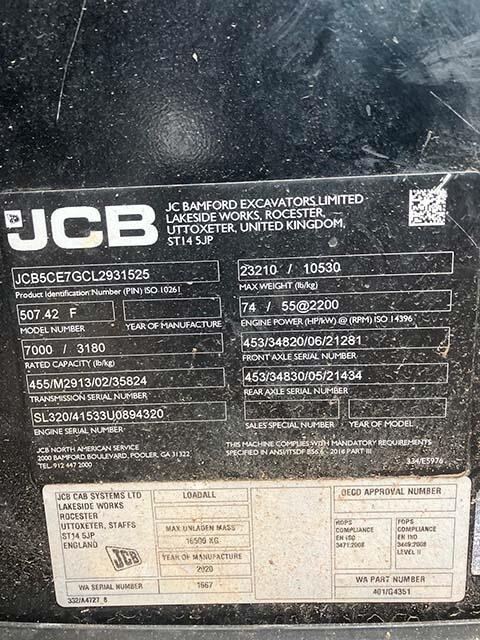 JCB
JC BAMFORD EXCAVATORS LIMITED
LAKESIDE WORKS, ROCESTER,
UTTOXETER, UNITED KINGDOM,
ST14 5JP
JCB5CE7GCL2931525
Product Identification Number (PIN) ISO 10261
507.42 F
MODEL NUMBER
YEAR OF MANUFACTURE
7000 / 3180
RATED CAPACITY (lb/kg)
455/M2913/02/35824
TRANSMISSION SERIAL NUMBER
SL320/41533U0894320
ENGINE SERIAL NUMBER
23210 / 10530
MAX WEIGHT (lb/kg)
74 / 55@2200
ENGINE POWER (HP/kW) @ (RPM) ISO 14396
453/34820/06/21281
FRONT AXLE SERIAL NUMBER
453/34830/05/21434
REAR AXLE SERIAL NUMBER
SALES SPECIAL NUMBER
YEAR OF MODEL
JCB NORTH AMERICAN SERVICE
2000 BAMFORD BOULEVARD, POOLER, GA 31322
TEL. 912 447 2000
THIS MACHINE COMPLIES WITH MANDATORY REQUIREMENTS
SPECIFIED IN ANSI/ITSDF B56.6 - 2016 PART III
334/E5976
JCB CAB SYSTEMS LTD
LAKESIDE WORKS
ROCESTER
UTTOXETER, STAFFS
ST14 5JP
ENGLAND
JCB
WA SERIAL NUMBER
332/A4727_8
LOADALL
MAX UNLADEN MASS
16500 KG
YEAR OF MANUFACTURE
2020
1667
OECD APPROVAL NUMBER
ROPS
COMPLIANCE
EN ISO
3471:2008
FOPS
COMPLIANCE
EN ISO
3449:2008
LEVEL II
WA PART NUMBER
401/G4351